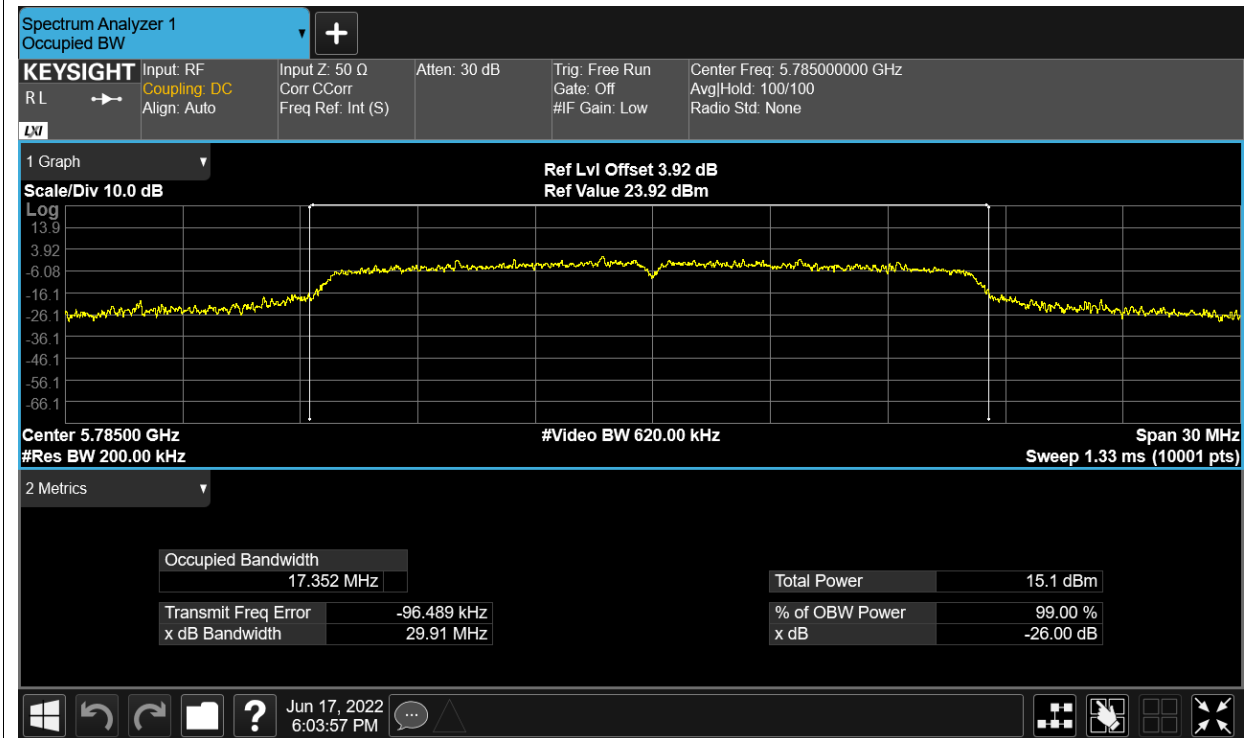 Spectrum Analyzer 1
Occupied BW
+
KEYSIGHT
R L
LXI
Input: RF
Coupling: DC
Align: Auto
Input Z: 50 Ω
Corr CCorr
Freq Ref: Int (S)
Atten: 30 dB
Trig: Free Run
Gate: Off
#IF Gain: Low
Center Freq: 5.785000000 GHz
Avg|Hold: 100/100
Radio Std: None
1 Graph
Scale/Div 10.0 dB
Ref Lvl Offset 3.92 dB
Ref Value 23.92 dBm
Log
13.9
3.92
-6.08
-16.1
-26.1
-36.1
-46.1
-56.1
-66.1
Center 5.78500 GHz
#Res BW 200.00 kHz
#Video BW 620.00 kHz
Span 30 MHz
Sweep 1.33 ms (10001 pts)
2 Metrics
Occupied Bandwidth
17.352 MHz
Transmit Freq Error -96.489 kHz
x dB Bandwidth 29.91 MHz
Total Power 15.1 dBm
% of OBW Power 99.00 %
x dB -26.00 dB
?
Jun 17, 2022
6:03:57 PM